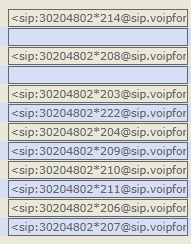 <sip:30204802*214@sip.voipfor
<sip:30204802*208@sip.voipfor
<sip:30204802*203@sip.voipfor
<sip:30204802*222@sip.voipfor
<sip:30204802*204@sip.voipfor
<sip:30204802*209@sip.voipfor
<sip:30204802*210@sip.voipfor
<sip:30204802*211@sip.voipfor
<sip:30204802*206@sip.voipfor
<sip:30204802*207@sip.voipfor